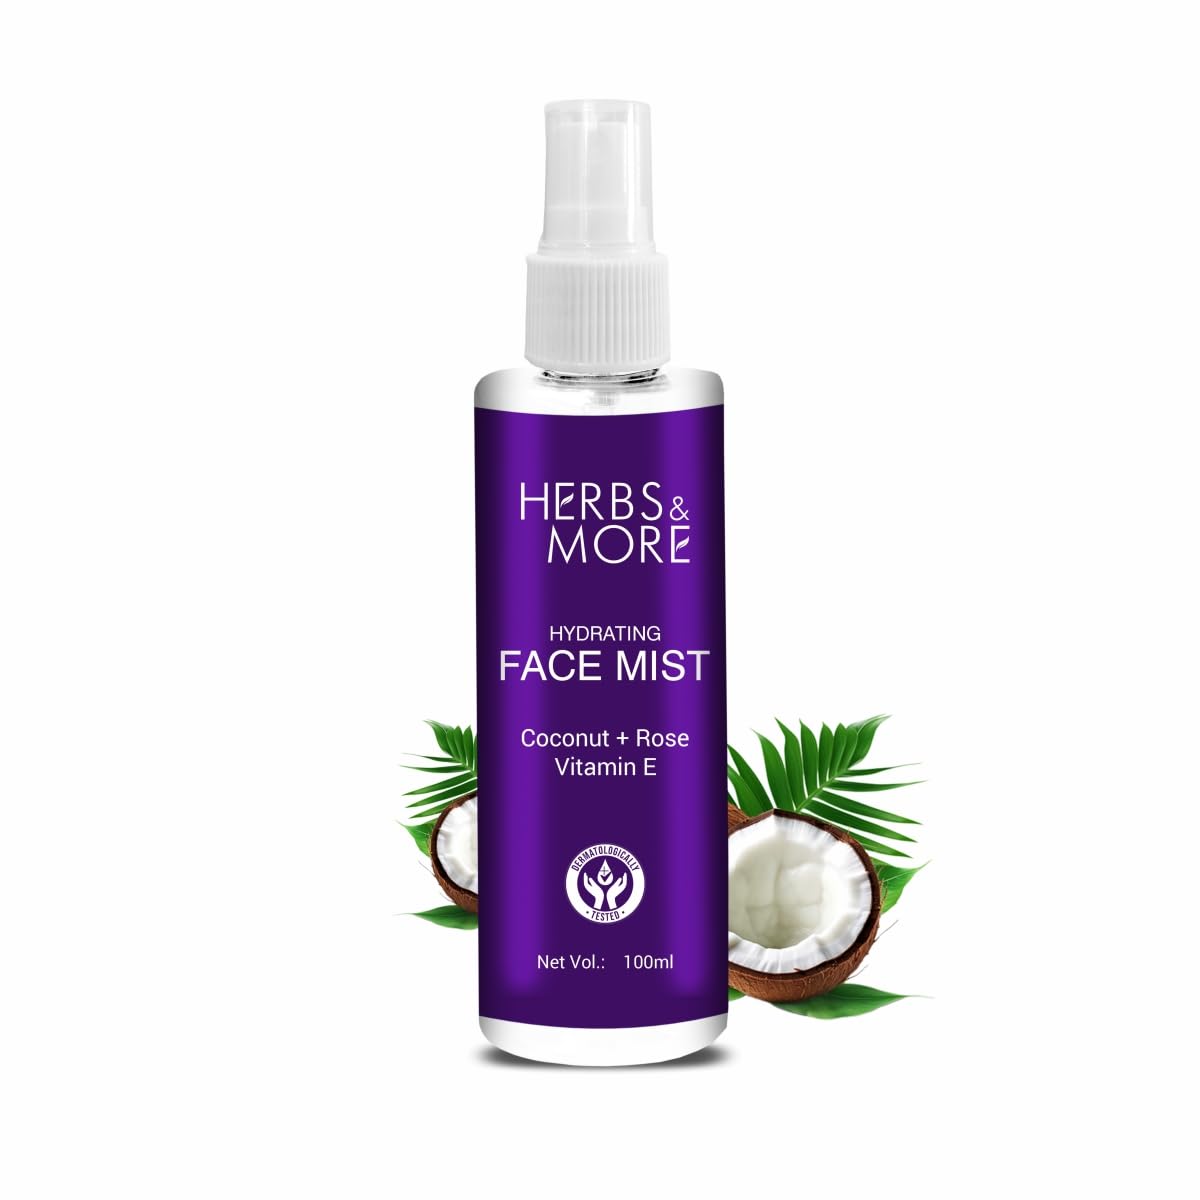 HERBS &
MORE
HYDRATING
FACE MIST
Coconut + Rose
Vitamin E
DERMATOLOGICALLY
• TESTED •
Net Vol.: 100ml